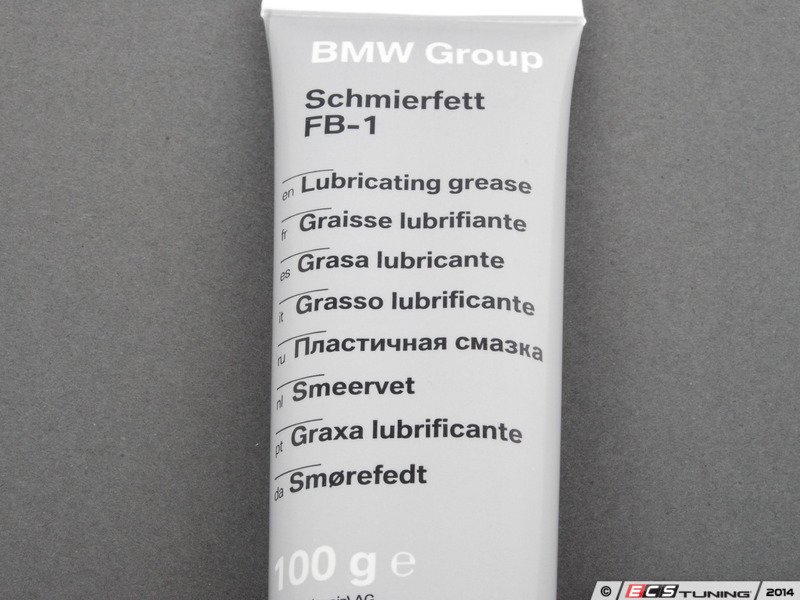 BMW Group
Schmierfett
FB-1
en Lubricating grease
fr Graisse lubrifiante
es Grasa lubricante
it Grasso lubrificante
ru Пластичная смазка
nl Smeervet
pt Graxa lubrificante
da Smørefedt
100 g e
AG
© ECS TUNING 2014